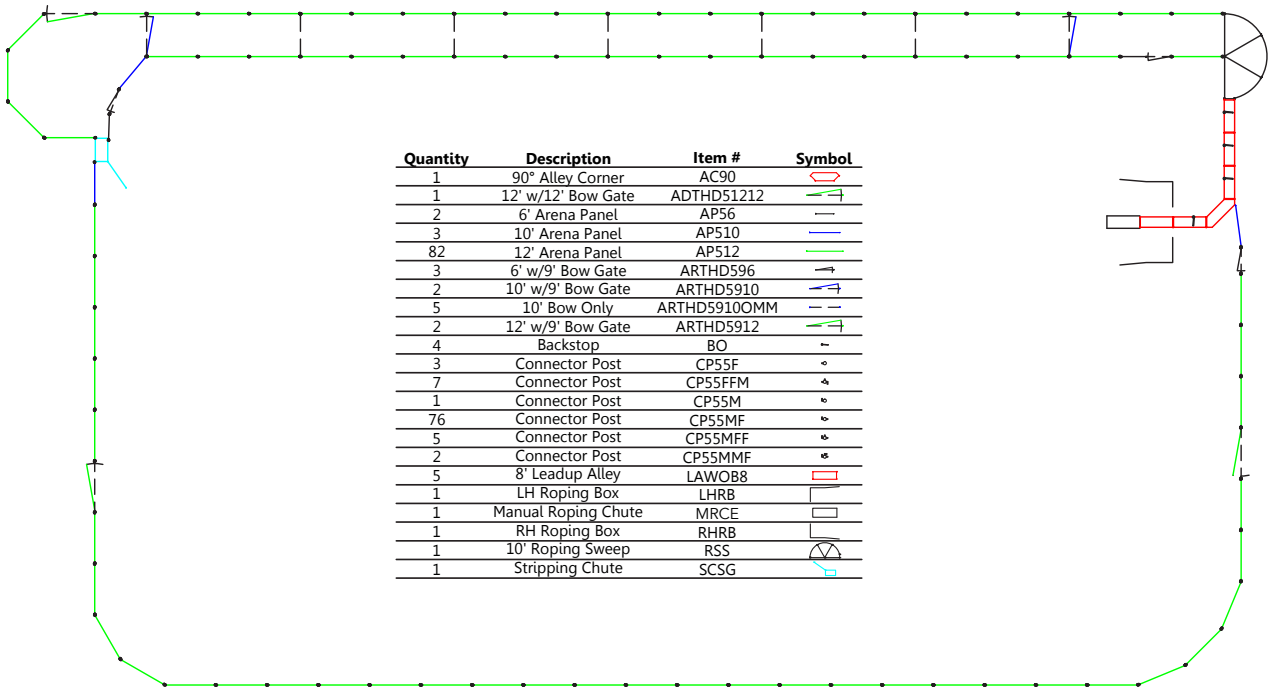 Quantity Description Item # Symbol
1 90° Alley Corner AC90
1 12' w/12' Bow Gate ADTHD51212
2 6' Arena Panel AP56
3 10' Arena Panel AP510
82 12' Arena Panel AP512
3 6' w/9' Bow Gate ARTHD596
2 10' w/9' Bow Gate ARTHD5910
5 10' Bow Only ARTHD5910OMM
2 12' w/9' Bow Gate ARTHD5912
4 Backstop BO
3 Connector Post CP55F
7 Connector Post CP55FFM
1 Connector Post CP55M
76 Connector Post CP55MF
5 Connector Post CP55MFF
2 Connector Post CP55MMF
5 8' Leadup Alley LAWOB8
1 LH Roping Box LHRB
1 Manual Roping Chute MRCE
1 RH Roping Box RHRB
1 10' Roping Sweep RSS
1 Stripping Chute SCSG